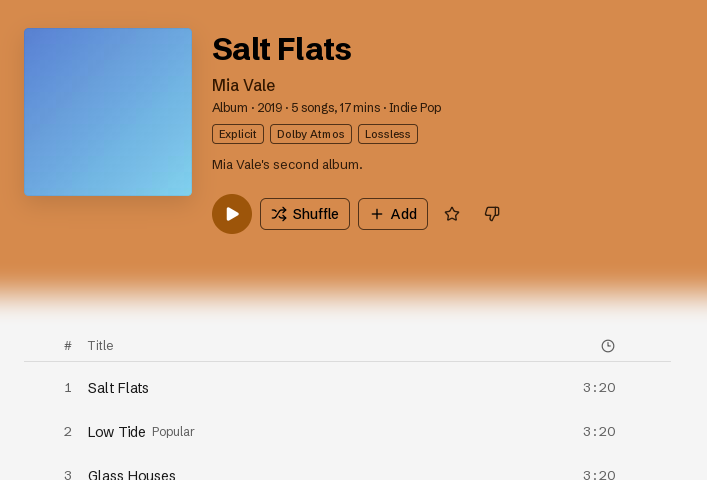 Salt Flats
Mia Vale
Album · 2019 · 5 songs, 17 mins · Indie Pop
Explicit Dolby Atmos Lossless
Mia Vale's second album.
Shuffle Add
# Title
1 Salt Flats 3:20
2 Low Tide Popular 3:20
3 Glass Houses 3:20